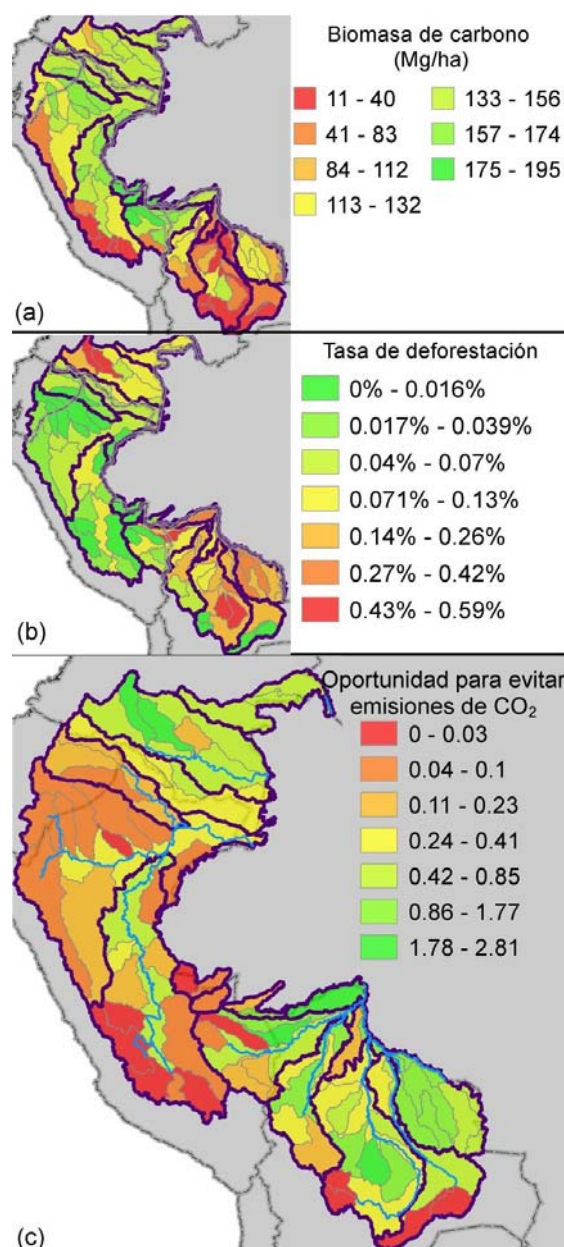 Biomasa de carbono
(Mg/ha)
11 - 40
133 - 156
41 - 83
157 - 174
84 - 112
175 - 195
113 - 132
(a)
Tasa de deforestación
0% - 0.016%
0.017% - 0.039%
0.04% - 0.07%
0.071% - 0.13%
0.14% - 0.26%
0.27% - 0.42%
0.43% - 0.59%
(b)
Oportunidad para evitar
emisiones de CO₂
0 - 0.03
0.04 - 0.1
0.11 - 0.23
0.24 - 0.41
0.42 - 0.85
0.86 - 1.77
1.78 - 2.81
(c)